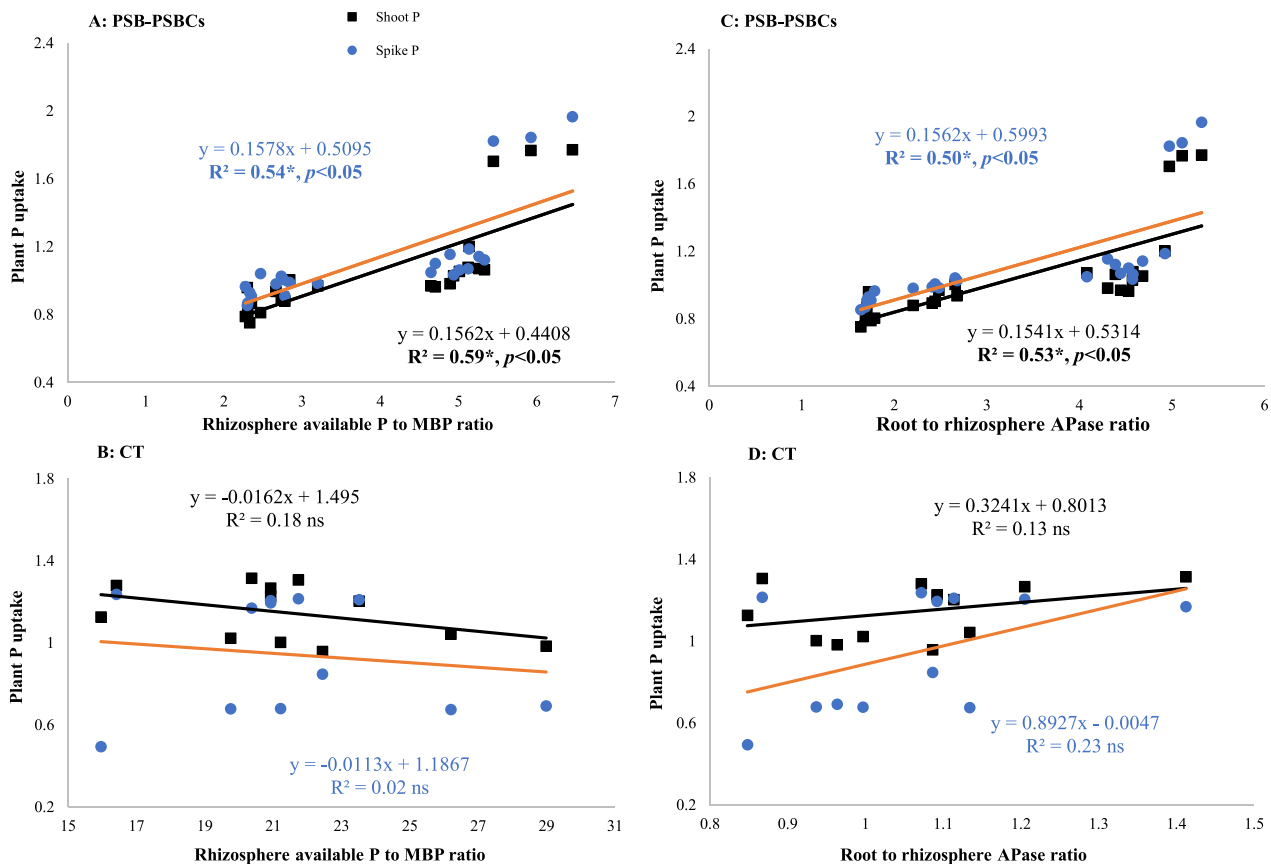 A: PSB-PSBCs
Shoot P
Spike P
Plant P uptake
2.4
2
1.6
1.2
0.8
0.4
y = 0.1578x + 0.5095
R² = 0.54*, p<0.05
y = 0.1562x + 0.4408
R² = 0.59*, p<0.05
0 1 2 3 4 5 6 7
Rhizosphere available P to MBP ratio
C: PSB-PSBCs
Plant P uptake
2.4
2
1.6
1.2
0.8
0.4
y = 0.1562x + 0.5993
R² = 0.50*, p<0.05
y = 0.1541x + 0.5314
R² = 0.53*, p<0.05
0 1 2 3 4 5 6
Root to rhizosphere APase ratio
B: CT
Plant P uptake
1.8
1.4
1
0.6
0.2
y = -0.0162x + 1.495
R² = 0.18 ns
y = -0.0113x + 1.1867
R² = 0.02 ns
15 17 19 21 23 25 27 29 31
Rhizosphere available P to MBP ratio
D: CT
Plant P uptake
1.8
1.4
1
0.6
0.2
y = 0.3241x + 0.8013
R² = 0.13 ns
y = 0.8927x - 0.0047
R² = 0.23 ns
0.8 0.9 1 1.1 1.2 1.3 1.4 1.5
Root to rhizosphere APase ratio